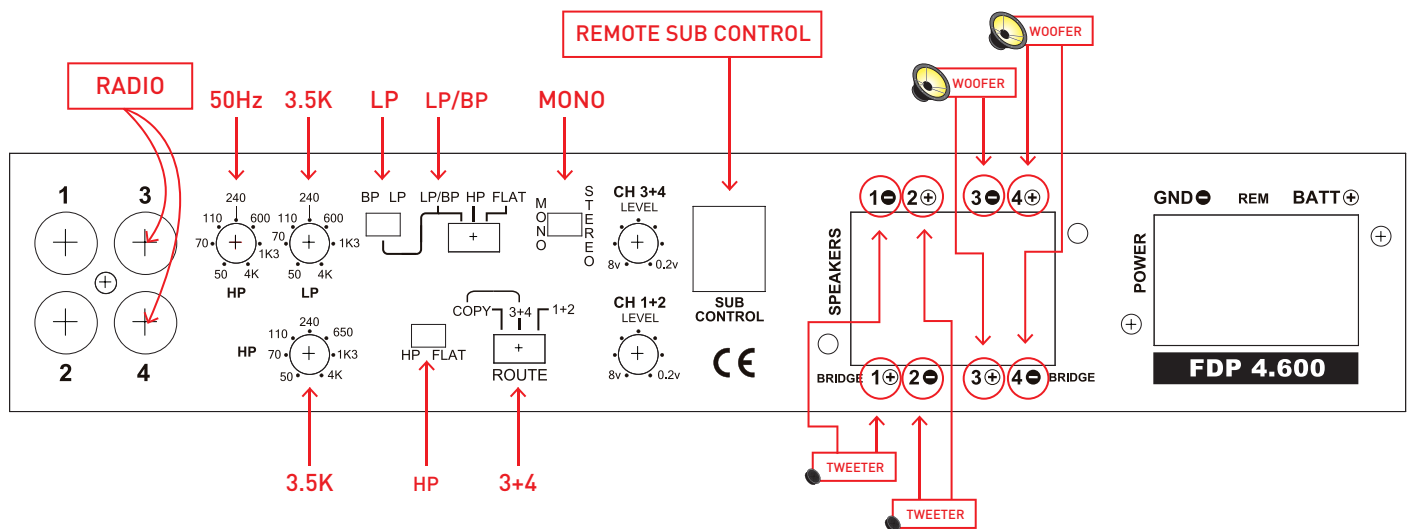 REMOTE SUB CONTROL
WOOFER
WOOFER
RADIO
50Hz 3.5K LP LP/BP MONO
1 3
2 4
240
110 600
70 1K3
50 4K
HP
240
110 600
70 1K3
50 4K
LP
BP LP LP/BP HP FLAT
MONO
STEREO
CH 3+4
LEVEL
8v 0.2v
SUB
CONTROL
1⊖ 2⊕ 3⊖ 4⊕
SPEAKERS
BRIDGE 1⊕ 2⊖ 3⊕ 4⊖ BRIDGE
GND⊖ REM BATT⊕
POWER
FDP 4.600
HP
240
110 650
70 1K3
50 4K
HP FLAT
COPY 3+4 1+2
ROUTE
CH 1+2
LEVEL
8v 0.2v
CE
3.5K HP 3+4
TWEETER
TWEETER